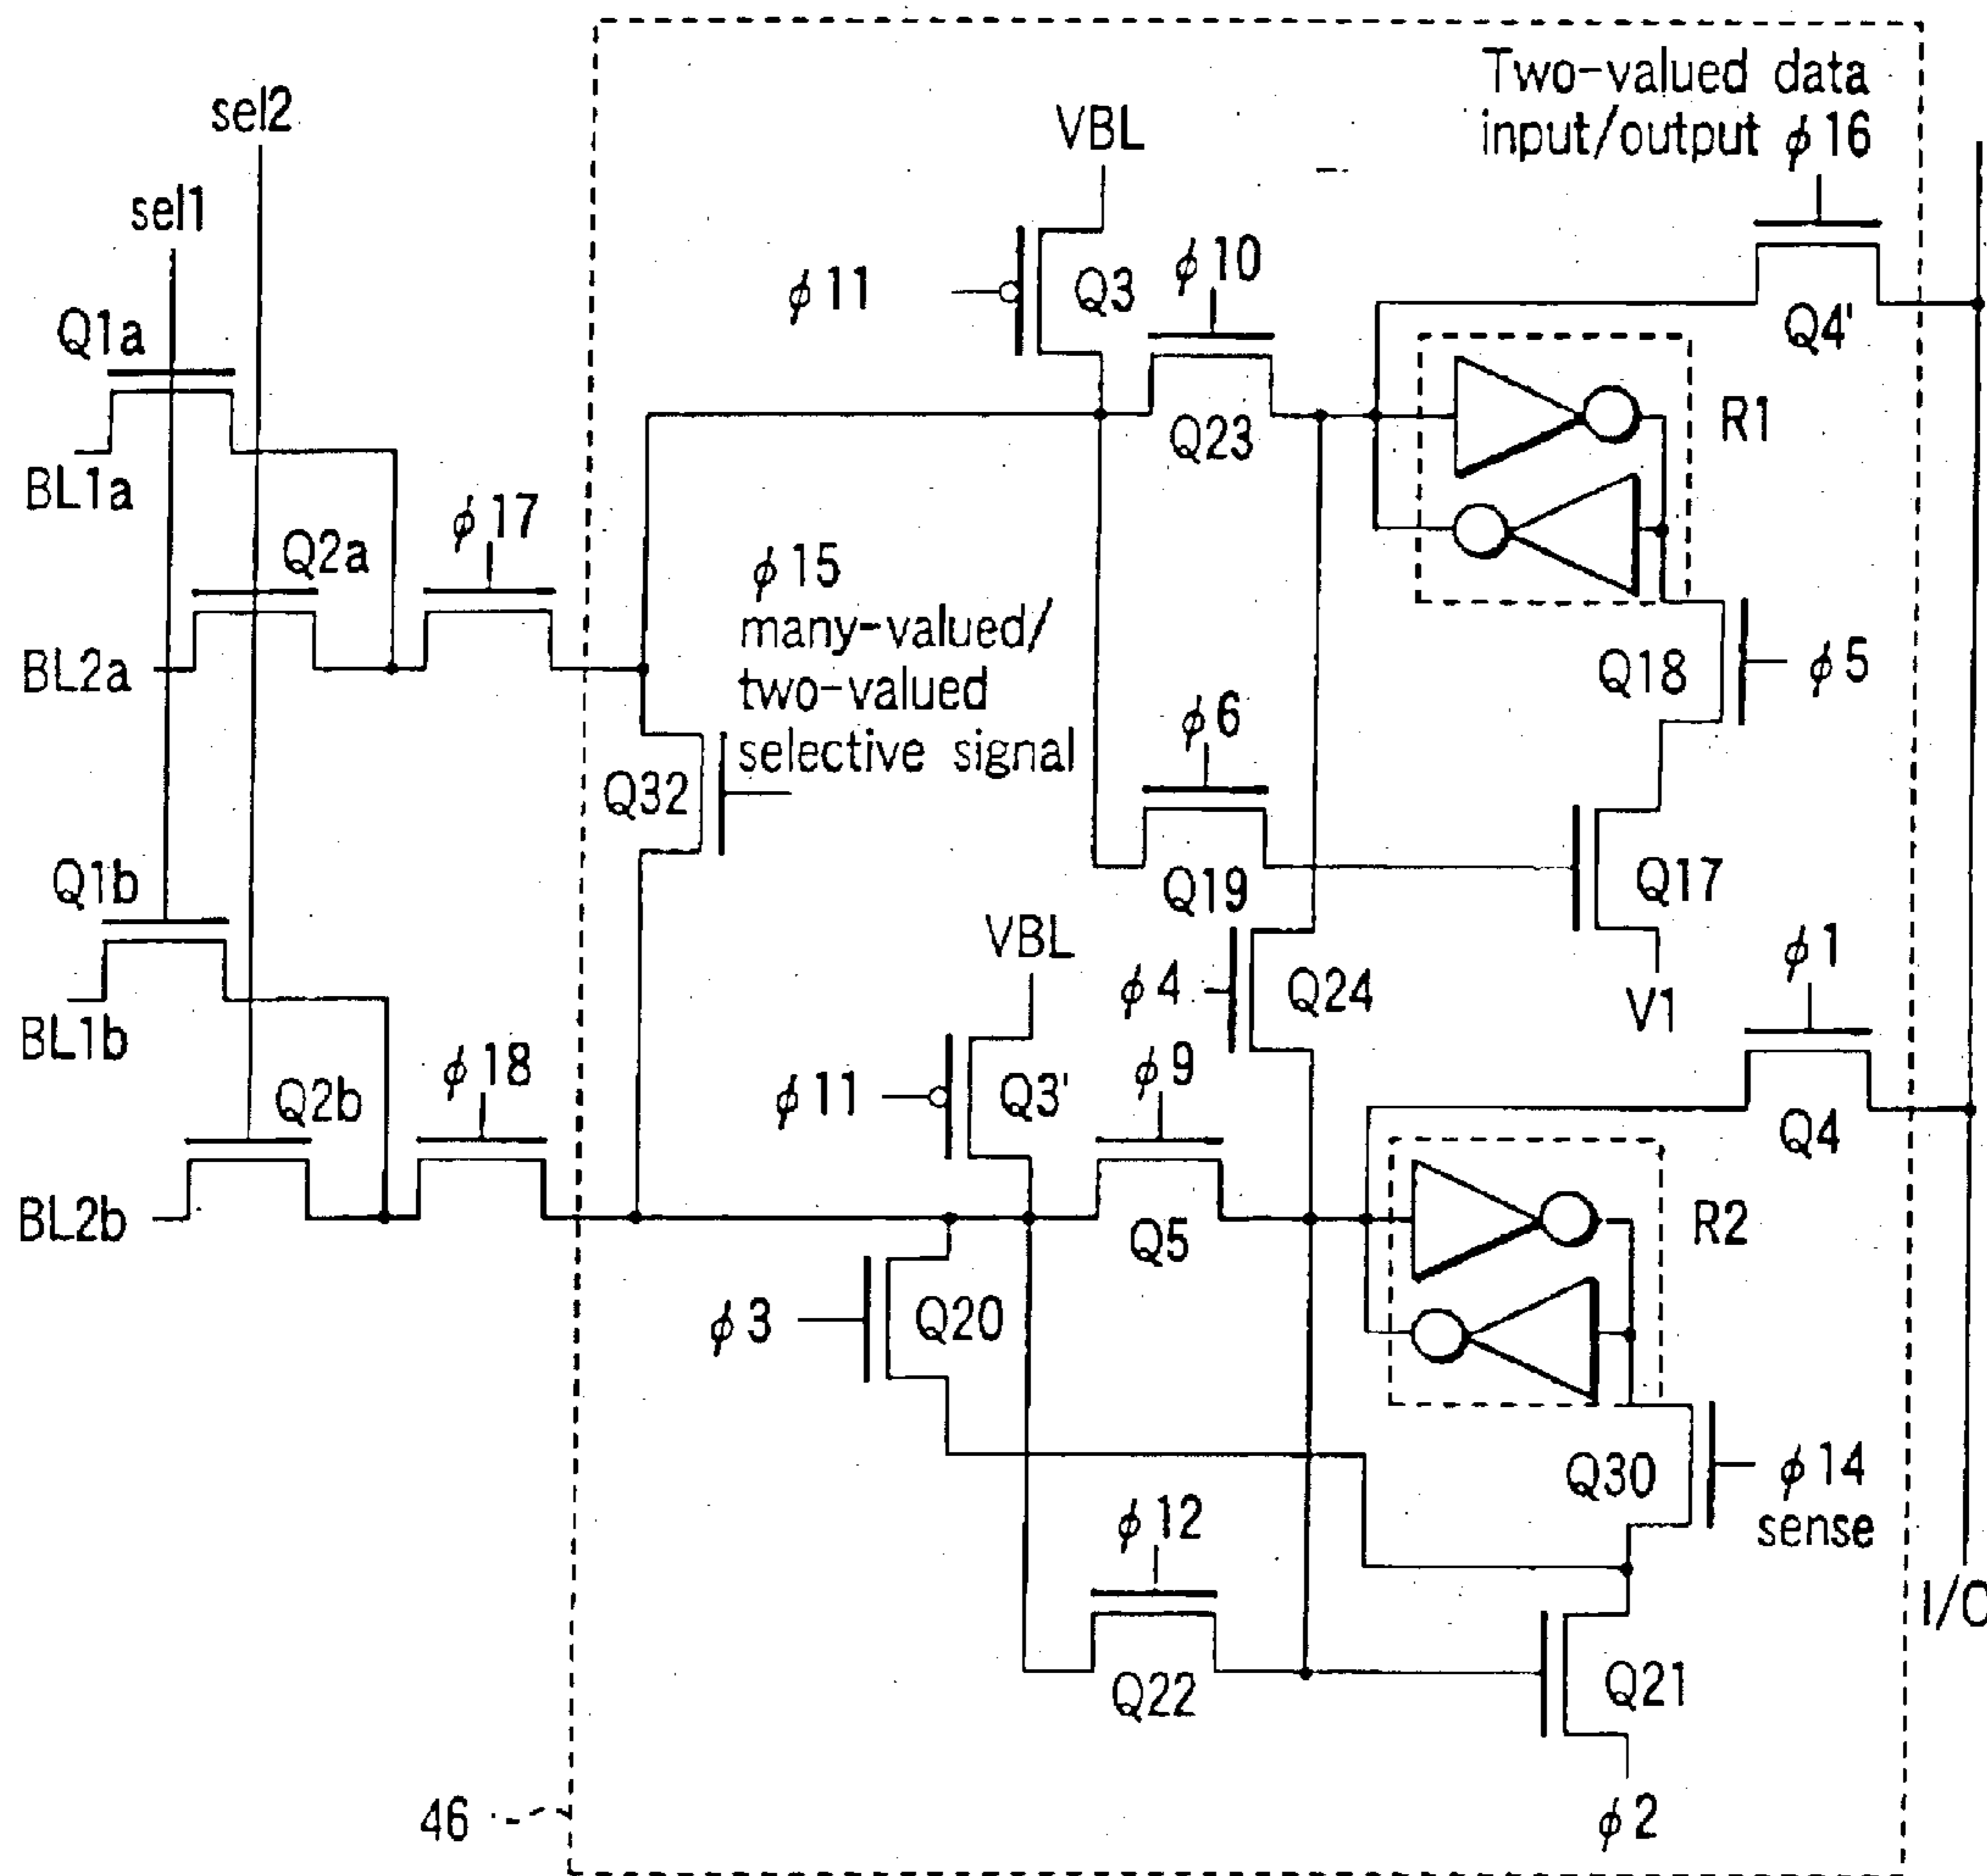 Two-valued data
input/output ϕ16
sel2
VBL
sel1
ϕ10
ϕ11
Q3
Q1a
Q4'
R1
Q23
BL1a
ϕ17
Q2a
ϕ15
many-valued/
two-valued
selective signal
BL2a
Q18
ϕ5
ϕ6
Q32
Q1b
Q19
Q17
VBL
ϕ1
ϕ4
Q24
V1
BL1b
ϕ18
ϕ9
Q2b
ϕ11
Q3'
Q4
BL2b
Q5
R2
ϕ3
Q20
Q30
ϕ14
sense
ϕ12
I/O
Q22
Q21
46
ϕ2